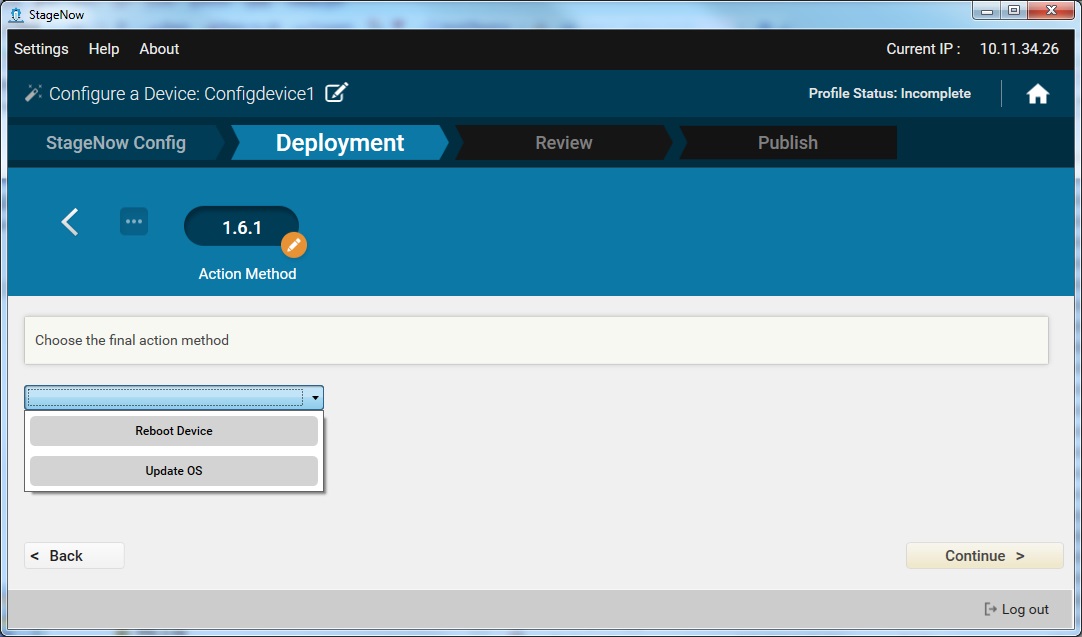 StageNow
Settings Help About Current IP : 10.11.34.26
Configure a Device: Configdevice1 Profile Status: Incomplete
StageNow Config Deployment Review Publish
1.6.1
Action Method
Choose the final action method
Reboot Device
Update OS
< Back Continue >
Log out